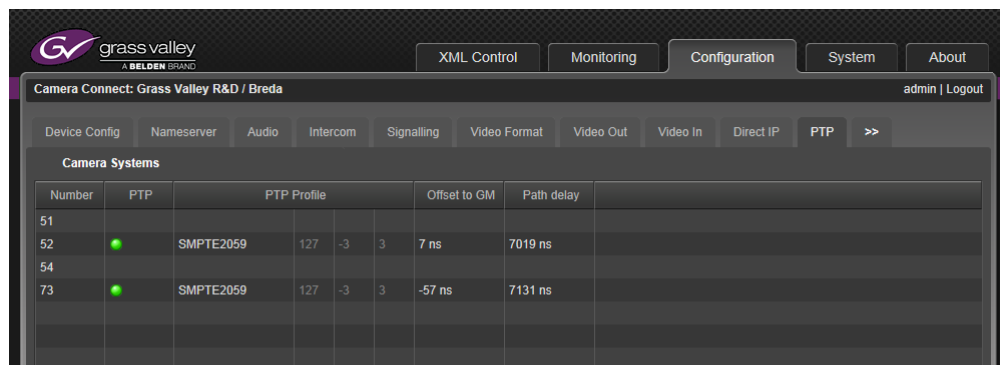 grass valley
A BELDEN BRAND
XML Control Monitoring Configuration System About
Camera Connect: Grass Valley R&D / Breda admin | Logout
Device Config Nameserver Audio Intercom Signalling Video Format Video Out Video In Direct IP PTP >>
Camera Systems
Number PTP PTP Profile Offset to GM Path delay
51
52 SMPTE2059 127 -3 3 7 ns 7019 ns
54
73 SMPTE2059 127 -3 3 -57 ns 7131 ns